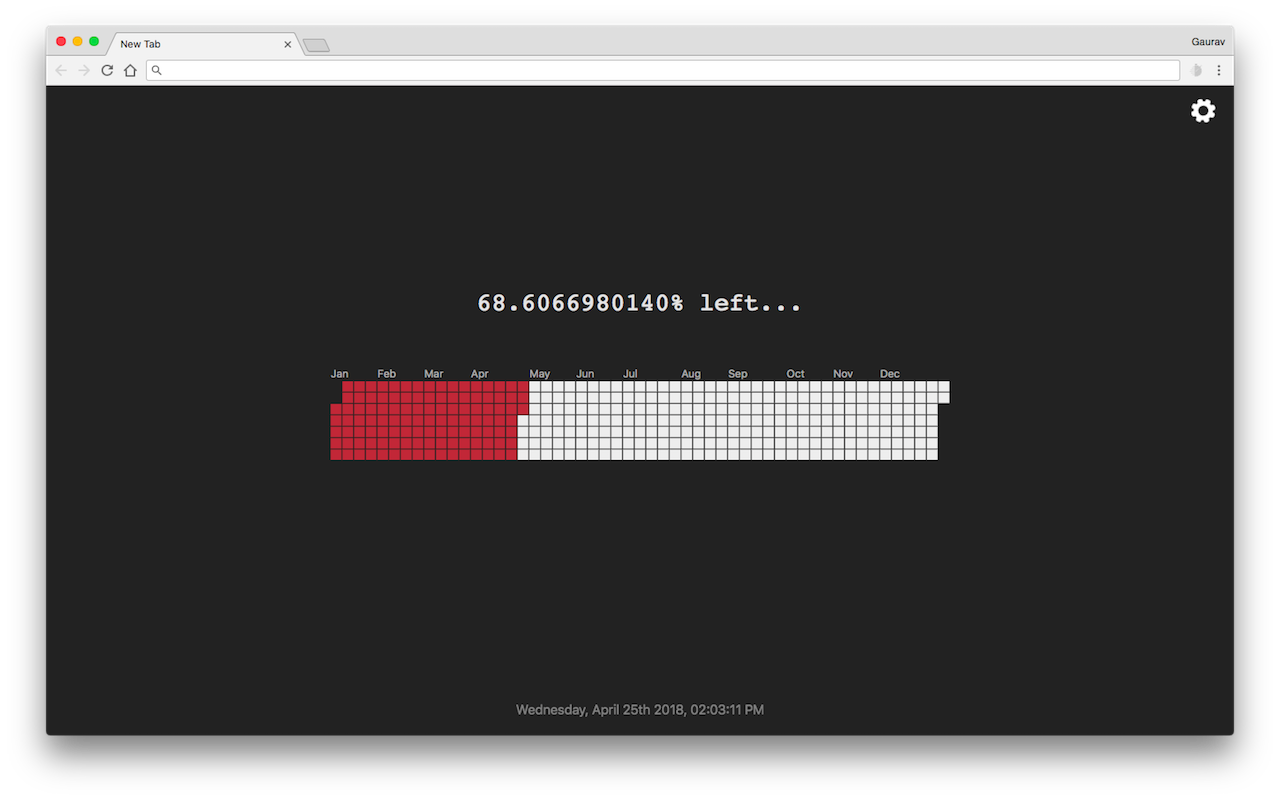 New Tab
Gaurav
68.6066980140% left...
Jan Feb Mar Apr May Jun Jul Aug Sep Oct Nov Dec
Wednesday, April 25th 2018, 02:03:11 PM